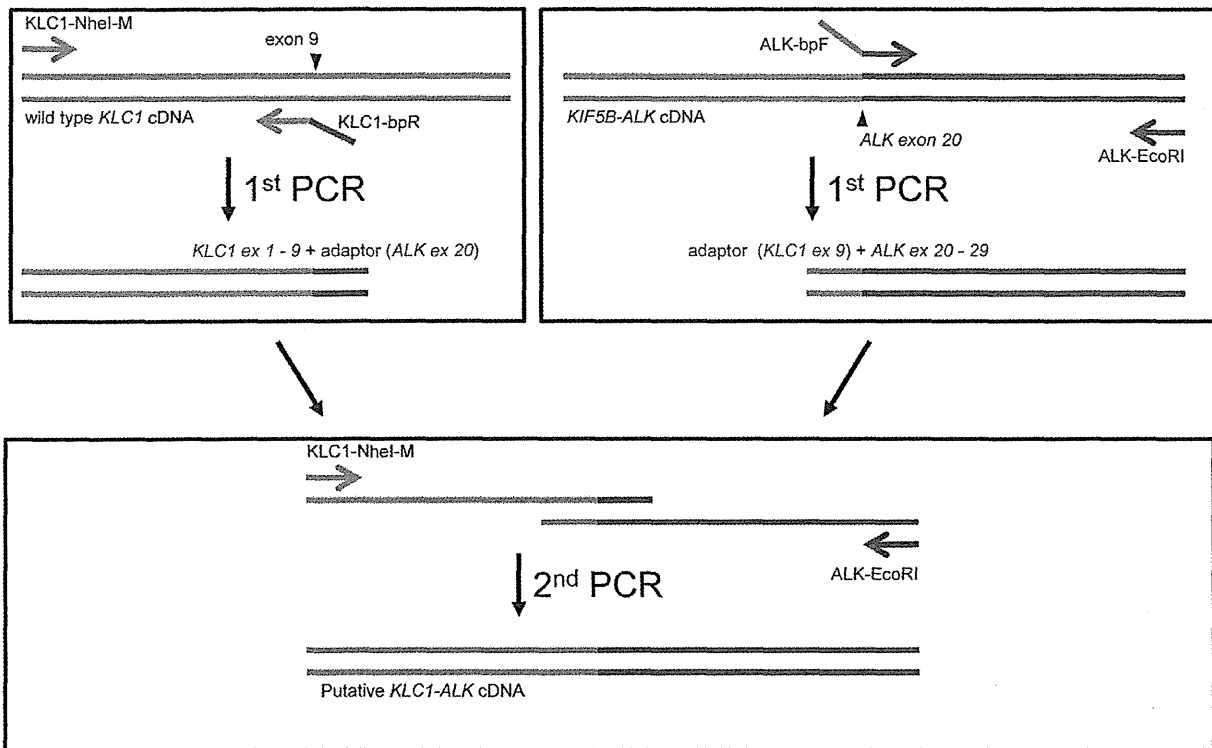 KLC1-NheI-M
exon 9
wild type KLC1 cDNA
KLC1-bpR
1st PCR
KLC1 ex 1 - 9 + adaptor (ALK ex 20)
ALK-bpF
KIF5B-ALK cDNA
ALK exon 20
ALK-EcoRI
1st PCR
adaptor (KLC1 ex 9) + ALK ex 20 - 29
KLC1-NheI-M
ALK-EcoRI
2nd PCR
Putative KLC1-ALK cDNA